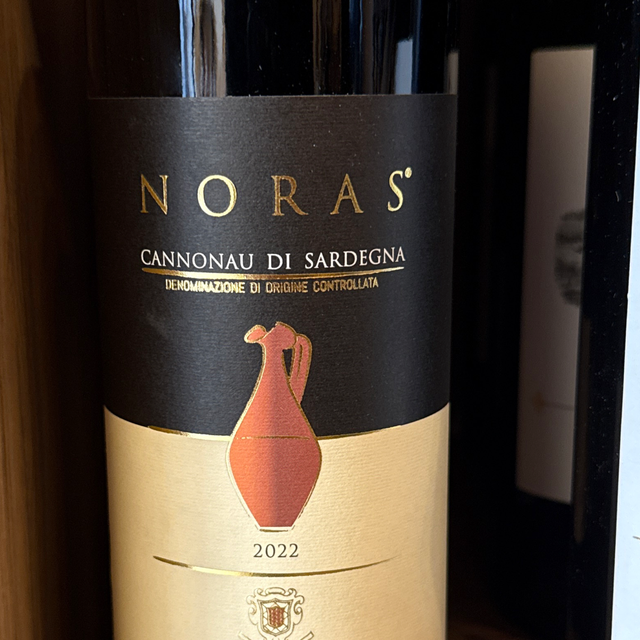 NORAS®
CANNONAU DI SARDEGNA
DENOMINAZIONE DI ORIGINE CONTROLLATA
2022